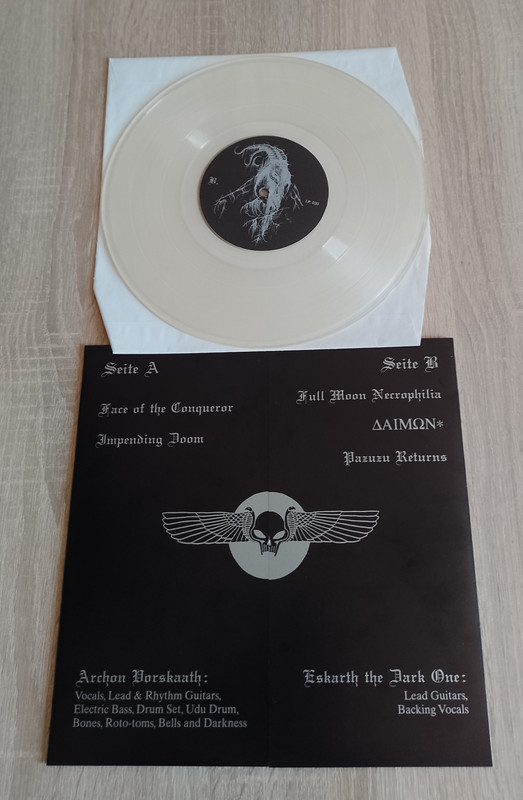 B.
Seite A
Face of the Conqueror
Impending Doom
Seite B
Full Moon Necrophilia
ΔΑΙΜΩΝ*
Pazuzu Returns
Archon Vorskaath:
Vocals, Lead & Rhythm Guitars,
Electric Bass, Drum Set, Udu Drum,
Bones, Roto-toms, Bells and Darkness
Eskarth the Dark One:
Lead Guitars,
Backing Vocals